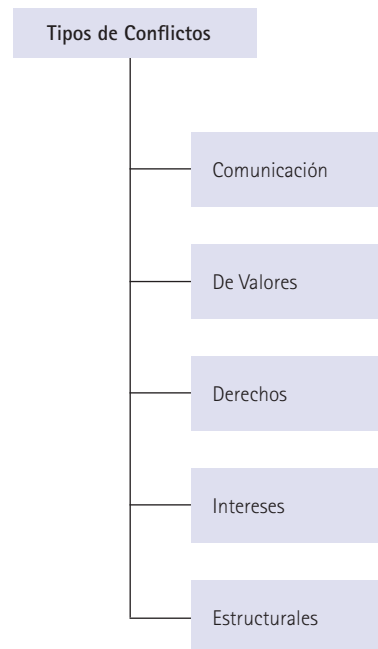 Tipos de Conflictos
Comunicación
De Valores
Derechos
Intereses
Estructurales